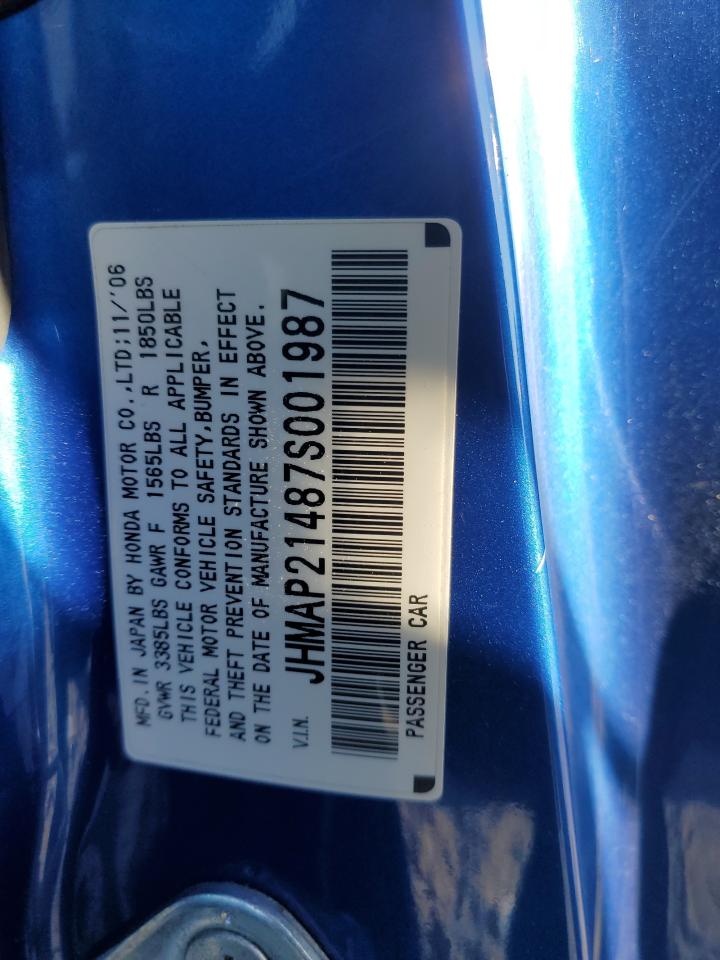 MFD. IN JAPAN BY HONDA MOTOR CO.,LTD;11/'06
GVWR 3385LBS GAWR F 1565LBS R 1850LBS
THIS VEHICLE CONFORMS TO ALL APPLICABLE
FEDERAL MOTOR VEHICLE SAFETY,BUMPER,
AND THEFT PREVENTION STANDARDS IN EFFECT
ON THE DATE OF MANUFACTURE SHOWN ABOVE.
V.I.N. JHMAP21487S001987
PASSENGER CAR